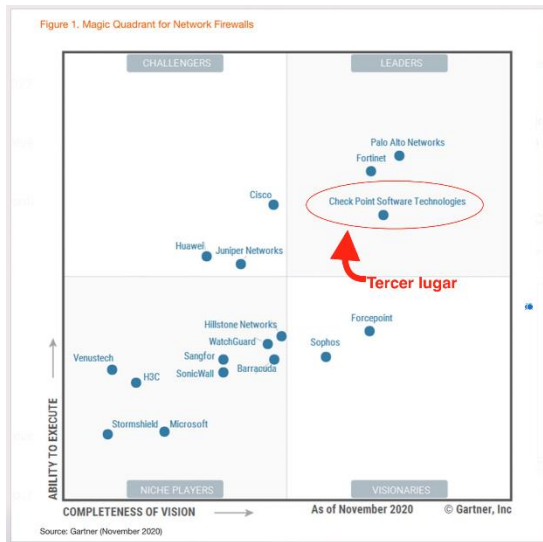 Figure 1. Magic Quadrant for Network Firewalls
CHALLENGERS
LEADERS
Palo Alto Networks
Fortinet
Cisco
Check Point Software Technologies
Huawei
Juniper Networks
Tercer lugar
Hillstone Networks
Forcepoint
WatchGuard
Sophos
Sangfor
Venustech
Barracuda
SonicWall
H3C
Stormshield
Microsoft
ABILITY TO EXECUTE
NICHE PLAYERS
VISIONARIES
COMPLETENESS OF VISION
As of November 2020
© Gartner, Inc
Source: Gartner (November 2020)